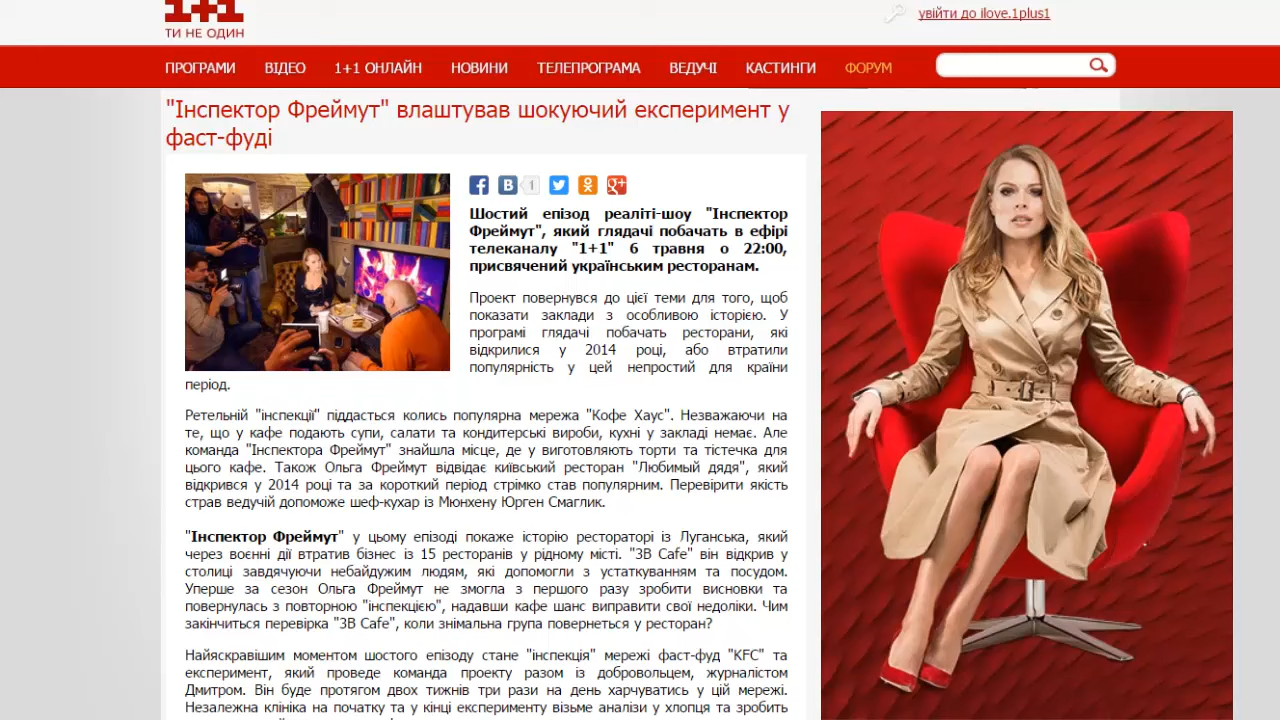 1+1
ТИ НЕ ОДИН
увійти до ilove.1plus1
ПРОГРАМИ ВІДЕО 1+1 ОНЛАЙН НОВИНИ ТЕЛЕПРОГРАМА ВЕДУЧІ КАСТИНГИ ФОРУМ
"Інспектор Фреймут" влаштував шокуючий експеримент у
фаст-фуді
1
Шостий епізод реаліті-шоу "Інспектор
Фреймут", який глядачі побачать в ефірі
телеканалу "1+1" 6 травня о 22:00,
присвячений українським ресторанам.
Проект повернувся до цієї теми для того, щоб
показати заклади з особливою історією. У
програмі глядачі побачать ресторани, які
відкрилися у 2014 році, або втратили
популярність у цей непростий для країни
період.
Ретельній "інспекції" піддасться колись популярна мережа "Кофе Хаус". Незважаючи на
те, що у кафе подають супи, салати та кондитерські вироби, кухні у закладі немає. Але
команда "Інспектора Фреймут" знайшла місце, де у виготовляють торти та тістечка для
цього кафе. Також Ольга Фреймут відвідає київський ресторан "Любимый дядя", який
відкрився у 2014 році та за короткий період стрімко став популярним. Перевірити якість
страв ведучій допоможе шеф-кухар із Мюнхену Юрген Смаглик.
"Інспектор Фреймут" у цьому епізоді покаже історію рестораторі із Луганська, який
через воєнні дії втратив бізнес із 15 ресторанів у рідному місті. "3B Cafe" він відкрив у
столиці завдячуючи небайдужим людям, які допомогли з устаткуванням та посудом.
Уперше за сезон Ольга Фреймут не змогла з першого разу зробити висновки та
повернулась з повторною "інспекцією", надавши кафе шанс виправити свої недоліки. Чим
закінчиться перевірка "3B Cafe", коли знімальна група повернеться у ресторан?
Найяскравішим моментом шостого епізоду стане "інспекція" мережі фаст-фуд "KFC" та
експеримент, який проведе команда проекту разом із добровольцем, журналістом
Дмитром. Він буде протягом двох тижнів три рази на день харчуватись у цій мережі.
Незалежна клініка на початку та у кінці експерименту візьме аналізи у хлопця та зробить